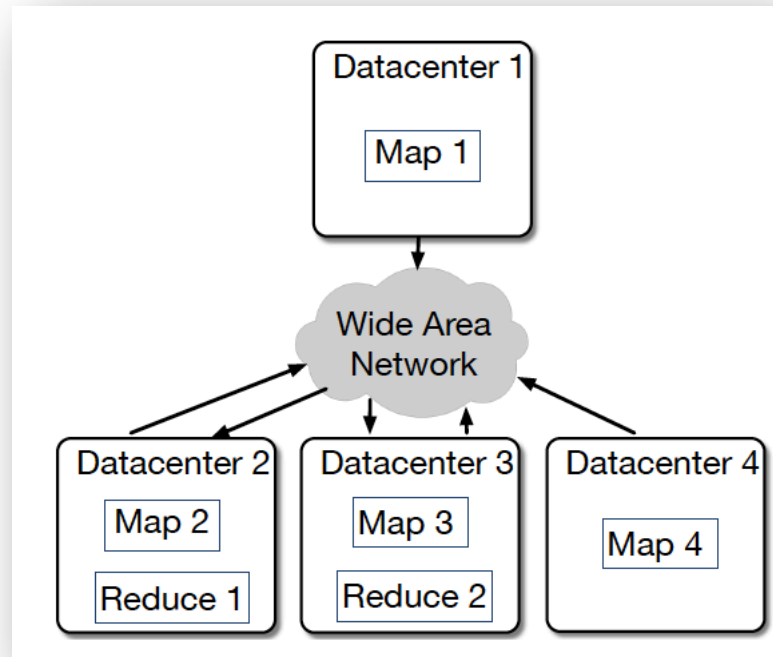 Datacenter 1
Map 1
Wide Area
Network
Datacenter 2
Map 2
Reduce 1
Datacenter 3
Map 3
Reduce 2
Datacenter 4
Map 4